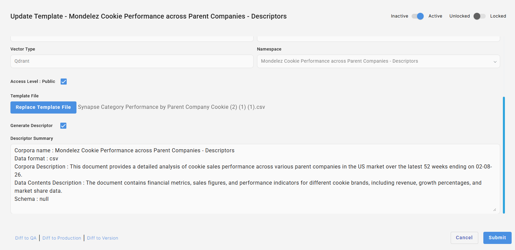 Update Template - Mondelez Cookie Performance across Parent Companies - Descriptors
Inactive Active Unlocked Locked
Vector Type Namespace
Qdrant Mondelez Cookie Performance across Parent Companies - Descriptors
Access Level : Public
Template File
Replace Template File Synapse Category Performance by Parent Company Cookie (2) (1) (1).csv
Generate Descriptor
Descriptor Summary
Corpora name : Mondelez Cookie Performance across Parent Companies - Descriptors
Data format : csv
Corpora Description : This document provides a detailed analysis of cookie sales performance across various parent companies in the US market over the latest 52 weeks ending on 02-08-
26.
Data Contents Description : The document contains financial metrics, sales figures, and performance indicators for different cookie brands, including revenue, growth percentages, and
market share data.
Schema : null
Diff to QA | Diff to Production | Diff to Version
Cancel Submit